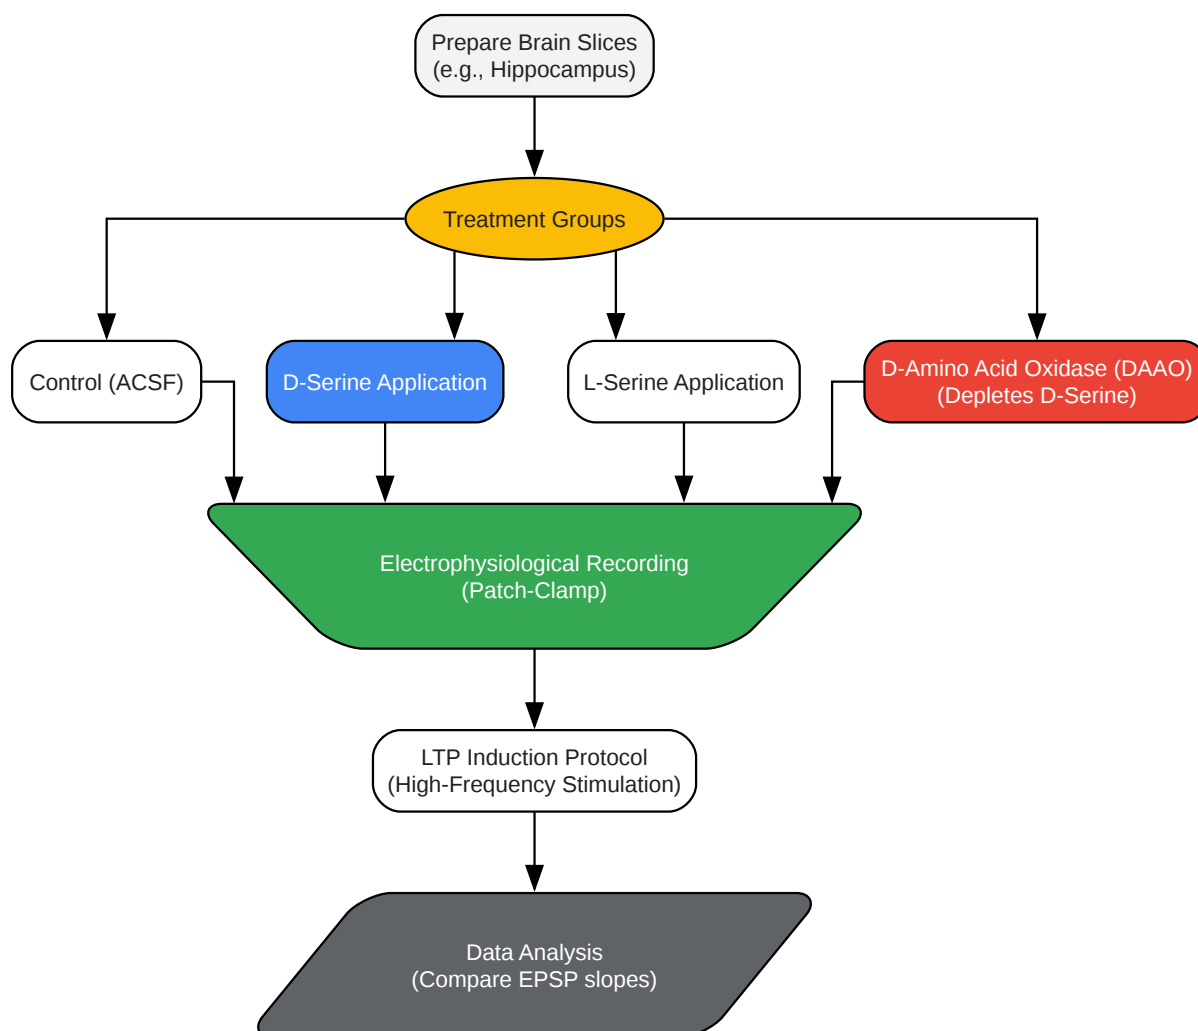 Prepare Brain Slices
(e.g., Hippocampus)
Treatment Groups
Control (ACSF)
D-Serine Application
L-Serine Application
D-Amino Acid Oxidase (DAAO)
(Depletes D-Serine)
Electrophysiological Recording
(Patch-Clamp)
LTP Induction Protocol
(High-Frequency Stimulation)
Data Analysis
(Compare EPSP slopes)